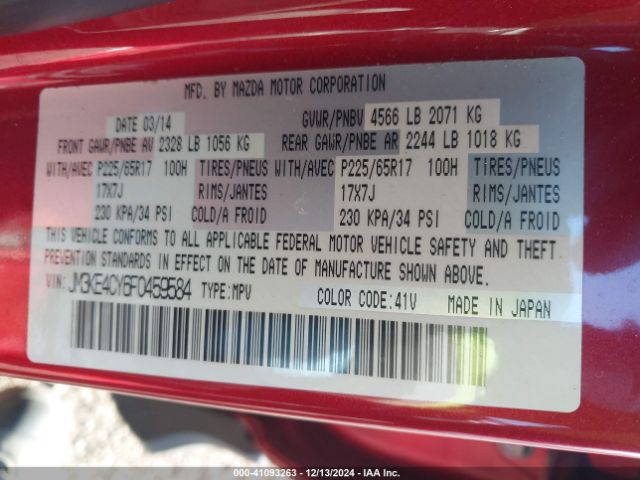 MFD. BY MAZDA MOTOR CORPORATION
DATE 03/14 GVWR/PNBV 4566 LB 2071 KG
FRONT GAWR/PNBE AV 2328 LB 1056 KG REAR GAWR/PNBE AR 2244 LB 1018 KG
WITH/AVEC P225/65R17 100H TIRES/PNEUS WITH/AVEC P225/65R17 100H TIRES/PNEUS
17X7J RIMS/JANTES 17X7J RIMS/JANTES
230 KPA/34 PSI COLD/A FROID 230 KPA/34 PSI COLD/A FROID
THIS VEHICLE CONFORMS TO ALL APPLICABLE FEDERAL MOTOR VEHICLE SAFETY AND THEFT
PREVENTION STANDARDS IN EFFECT ON THE DATE OF MANUFACTURE SHOWN ABOVE.
VIN: JM3KE4CY6F0459584 TYPE:MPV COLOR CODE:41V MADE IN JAPAN
000-41093263 | 12/13/2024 | IAA Inc.